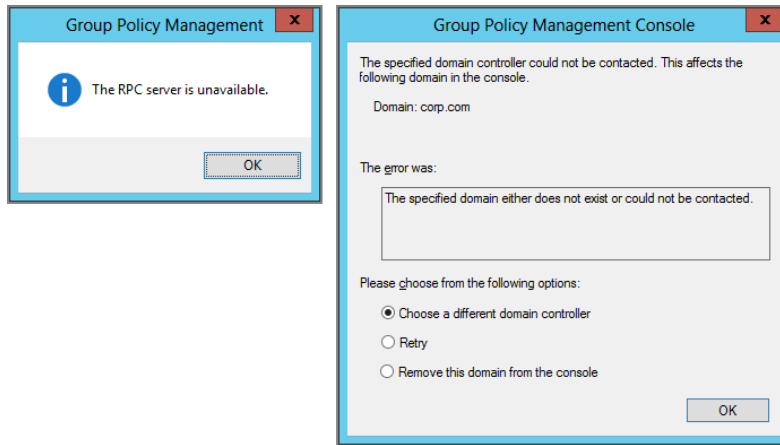 Group Policy Management
x
The RPC server is unavailable.
OK
Group Policy Management Console
x
The specified domain controller could not be contacted. This affects the
following domain in the console.
Domain: corp.com
The error was:
The specified domain either does not exist or could not be contacted.
Please choose from the following options:
Choose a different domain controller
Retry
Remove this domain from the console
OK